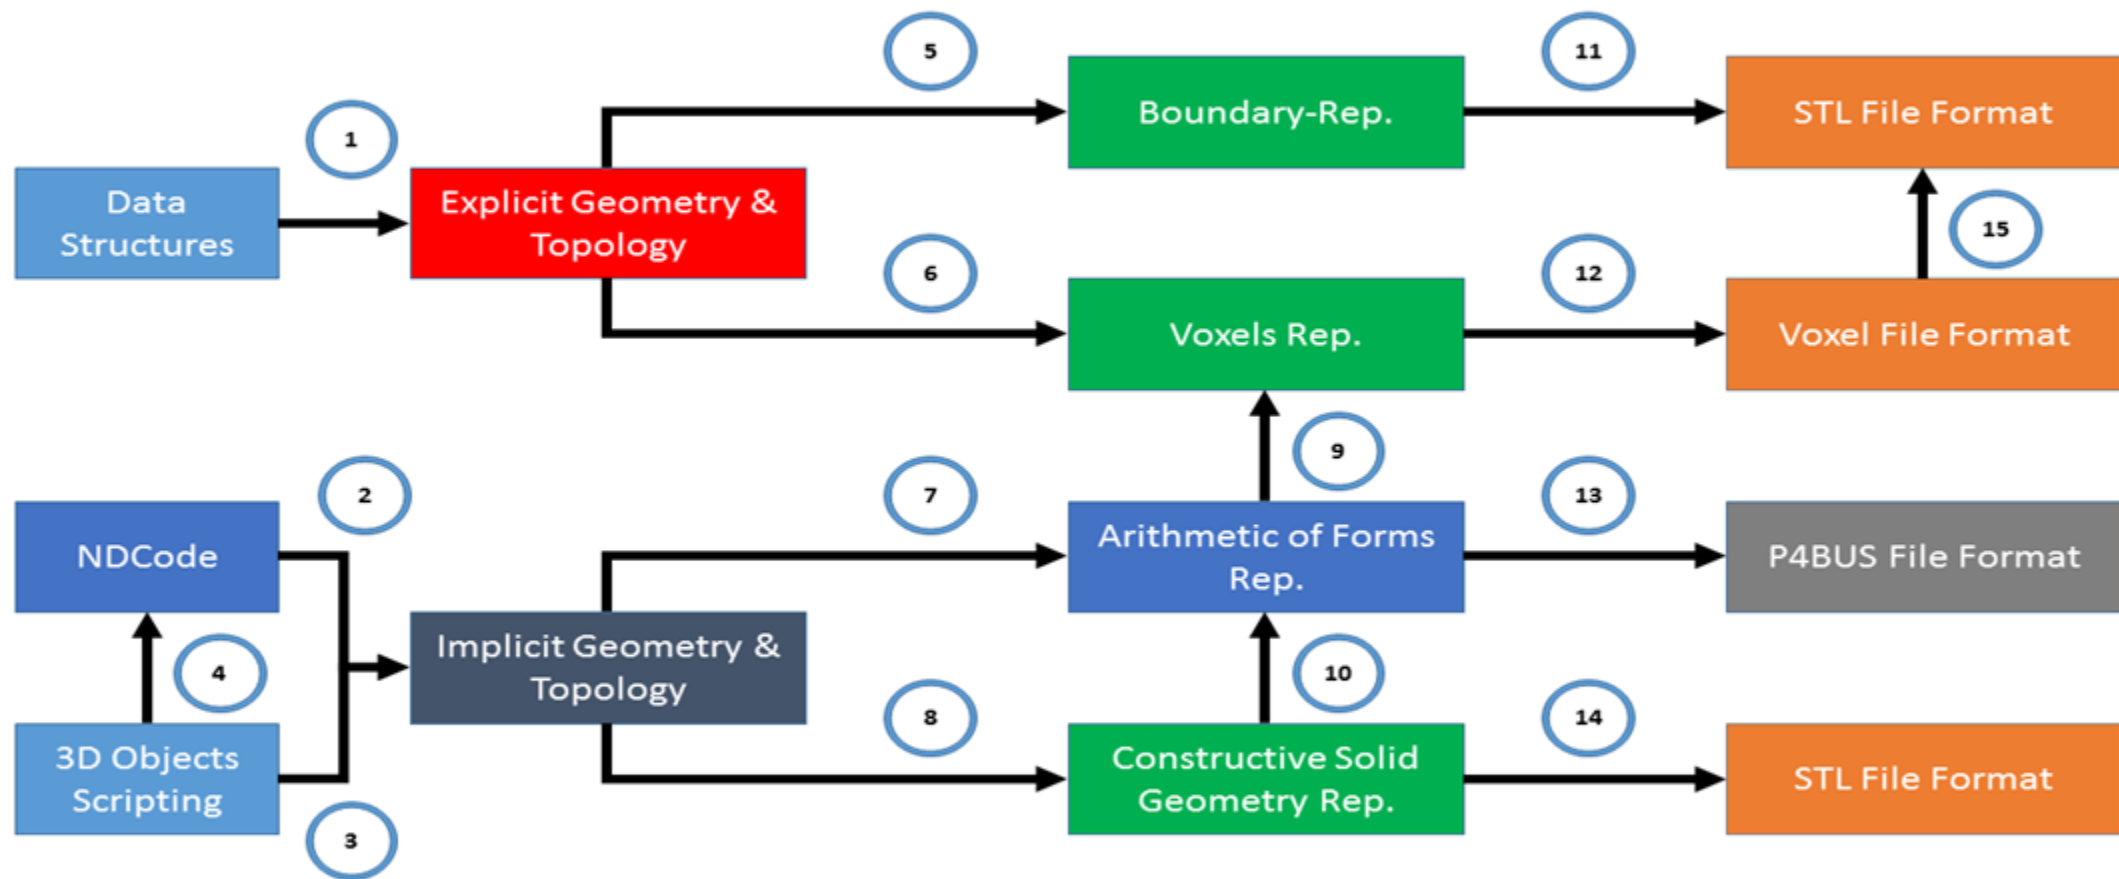 5
11
Boundary-Rep.
STL File Format
1
Data
Structures
Explicit Geometry &
Topology
15
6
12
Voxels Rep.
Voxel File Format
9
2
7
13
NDCode
Arithmetic of Forms
Rep.
P4BUS File Format
4
Implicit Geometry &
Topology
10
8
14
3D Objects
Scripting
Constructive Solid
Geometry Rep.
STL File Format
3